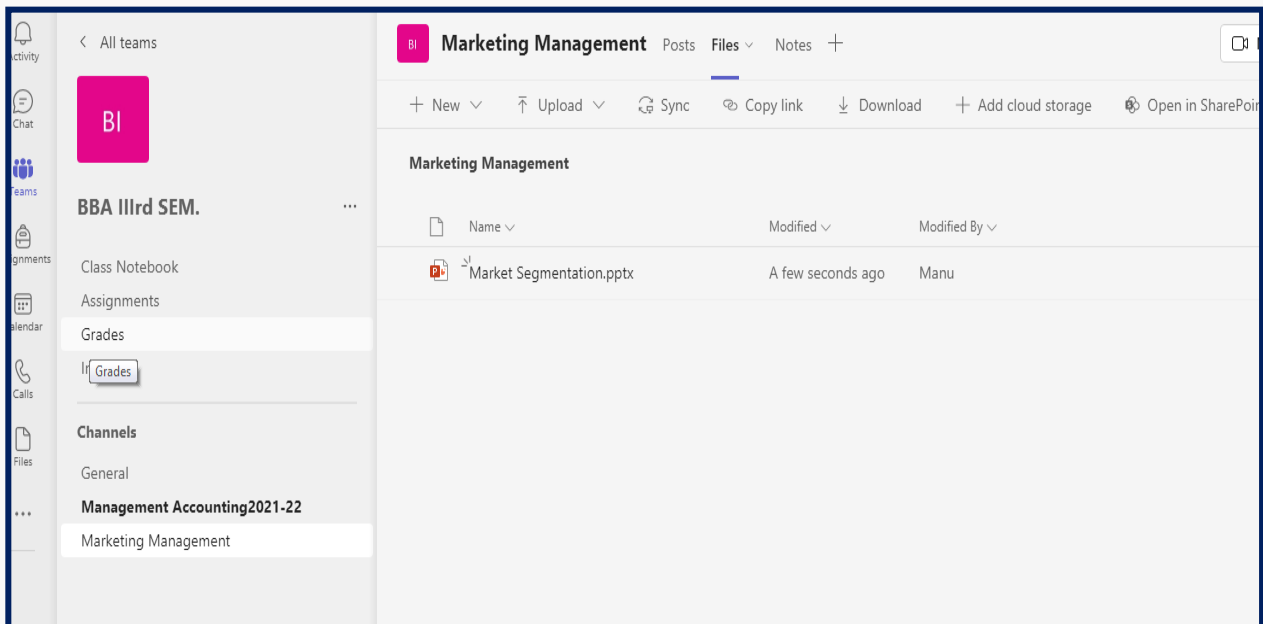 ctivity
Chat
Teams
ignments
alendar
Calls
Files
All teams
BI
BBA IIIrd SEM.
Class Notebook
Assignments
Grades
Grades
Channels
General
Management Accounting2021-22
Marketing Management
BI Marketing Management Posts Files Notes
New Upload Sync Copy link Download Add cloud storage Open in SharePoin
Marketing Management
Name Modified Modified By
Market Segmentation.pptx A few seconds ago Manu